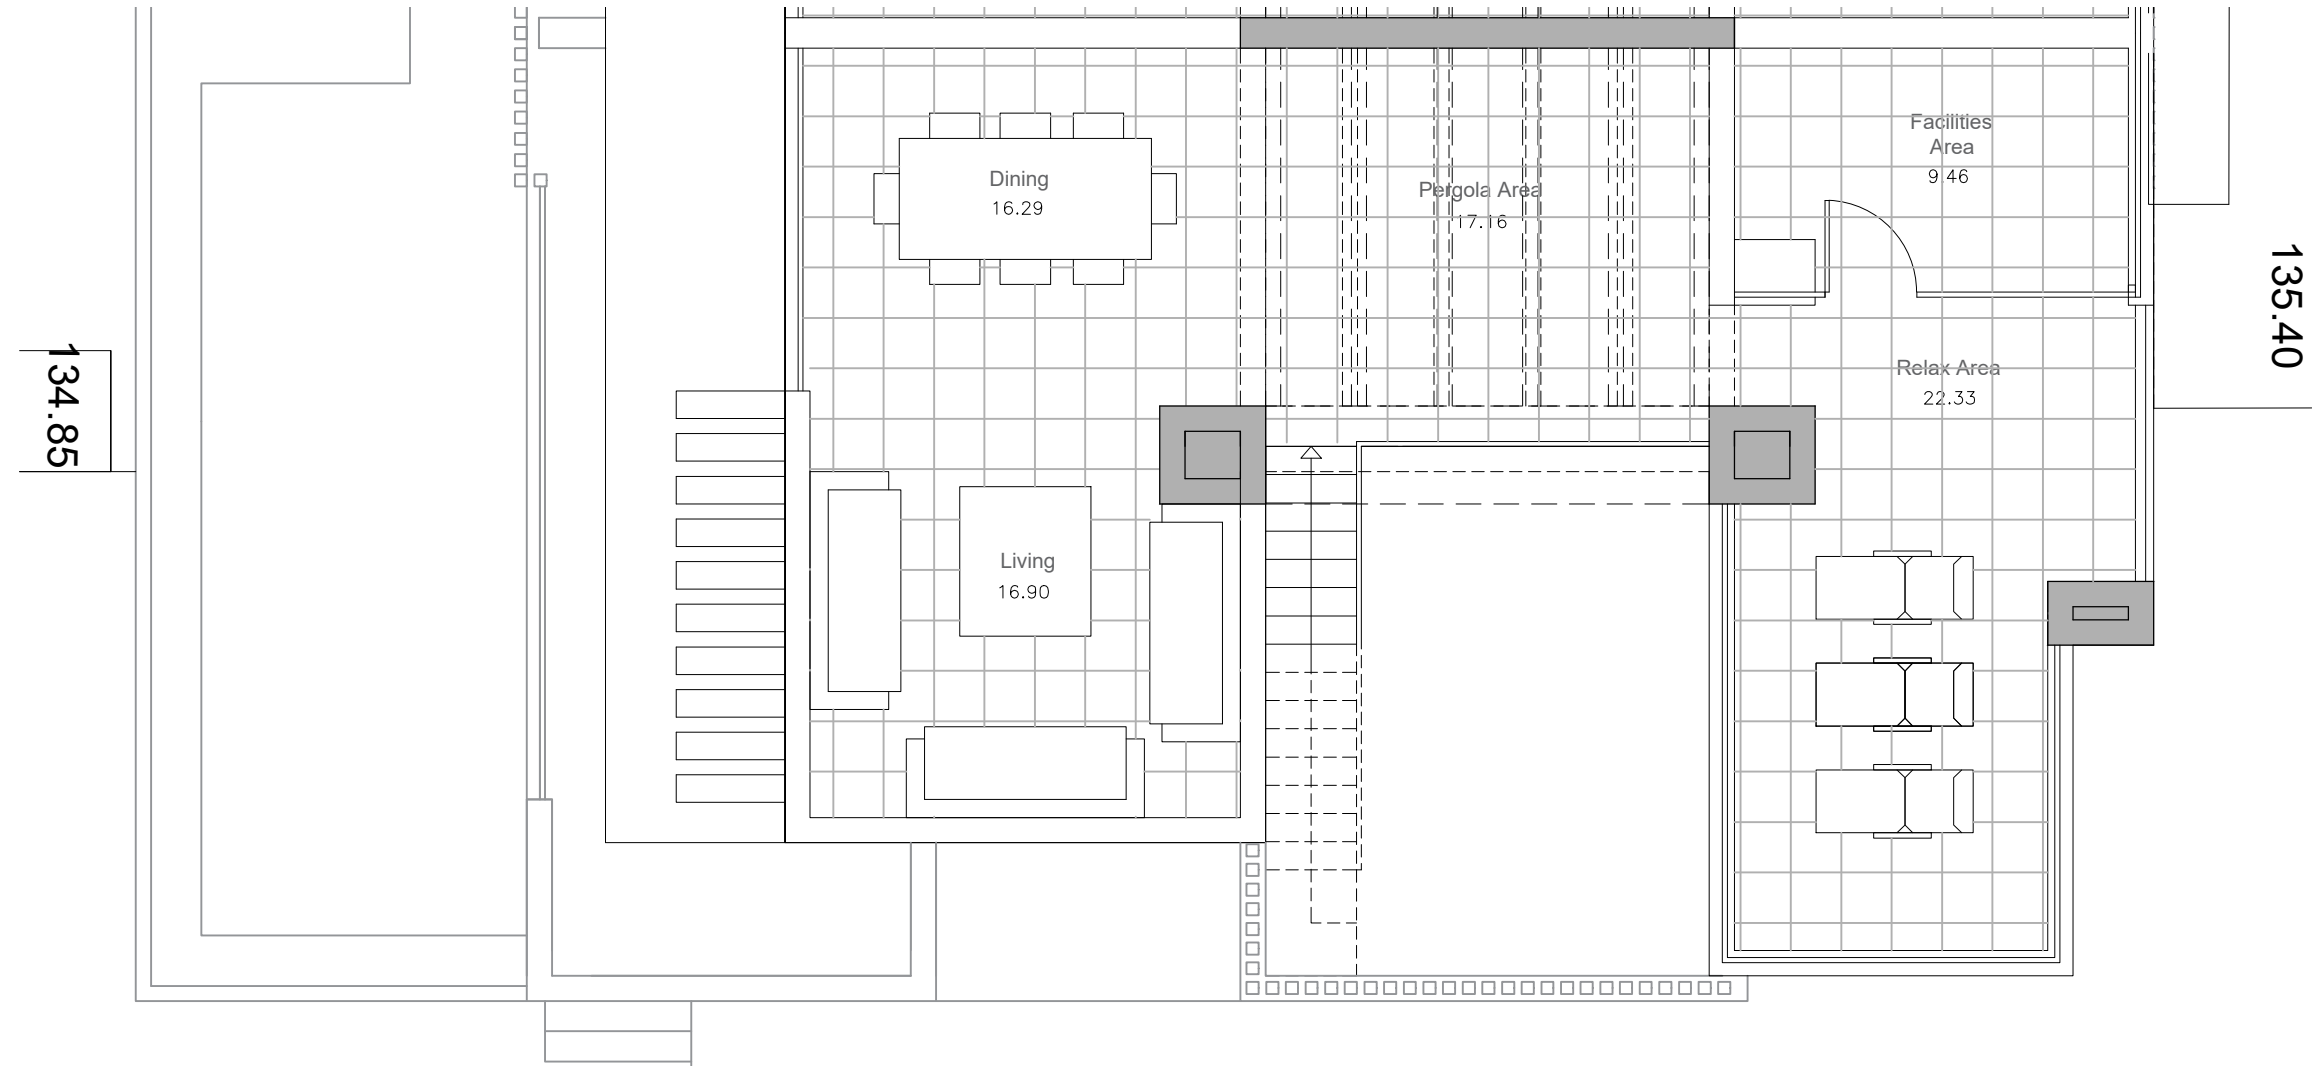 Dining
16.29
Pergola Area
17.16
Facilities
Area
9.46
Relax Area
22.33
Living
16.90
134.85
135.40